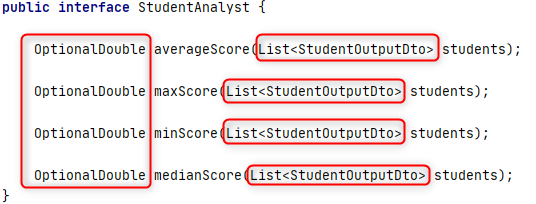 public interface StudentAnalyst {
OptionalDouble averageScore(List<StudentOutputDto> students);
OptionalDouble maxScore(List<StudentOutputDto> students);
OptionalDouble minScore(List<StudentOutputDto> students);
OptionalDouble medianScore(List<StudentOutputDto> students);
}